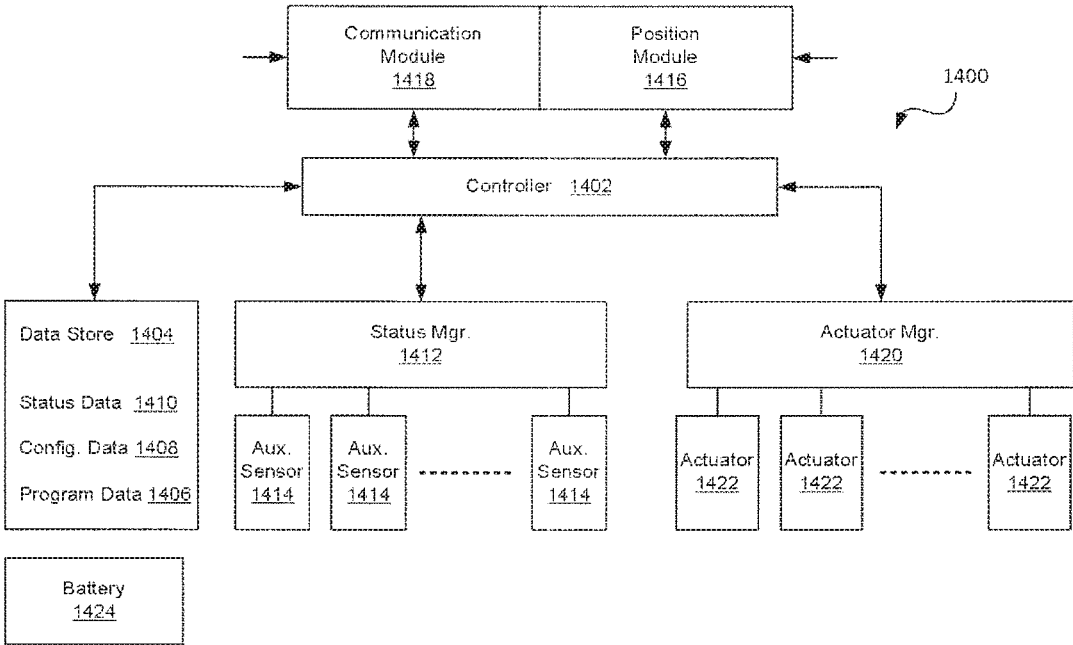 Communication
Module
1418
Position
Module
1416
1400
Controller 1402
Data Store 1404
Status Data 1410
Config. Data 1408
Program Data 1406
Status Mgr.
1412
Actuator Mgr.
1420
Aux.
Sensor
1414
Aux.
Sensor
1414
Aux.
Sensor
1414
Actuator
1422
Actuator
1422
Actuator
1422
Battery
1424